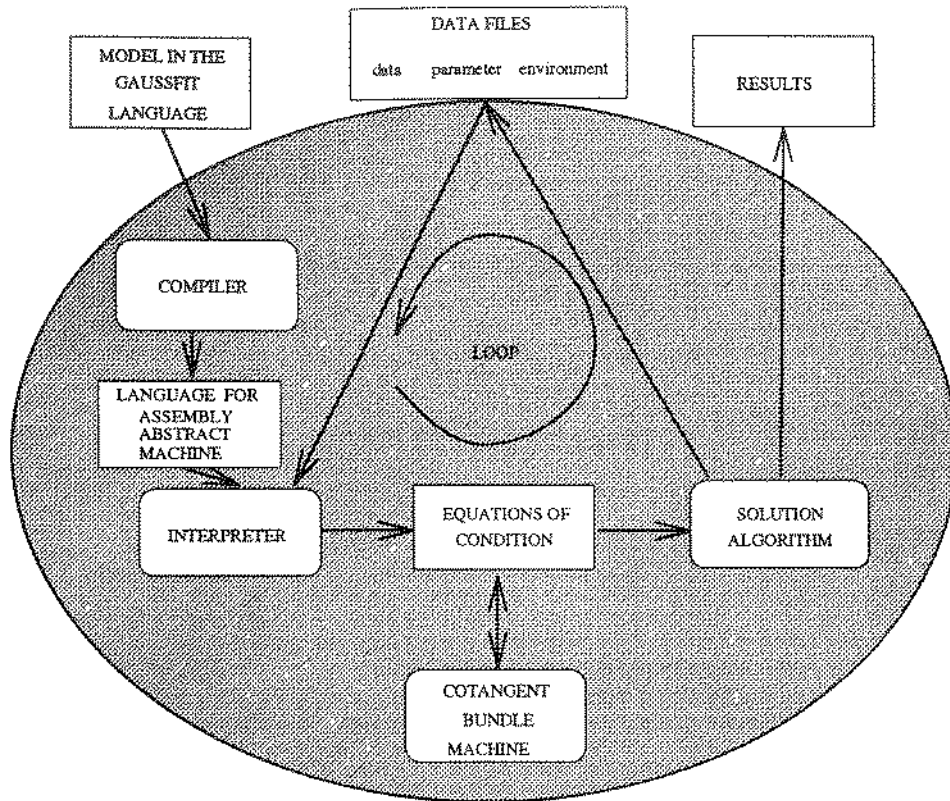 MODEL IN THE
GAUSSFIT
LANGUAGE
DATA FILES
data parameter environment
RESULTS
COMPILER
LOOP
LANGUAGE FOR
ASSEMBLY
ABSTRACT
MACHINE
INTERPRETER
EQUATIONS OF
CONDITION
SOLUTION
ALGORITHM
COTANGENT
BUNDLE
MACHINE